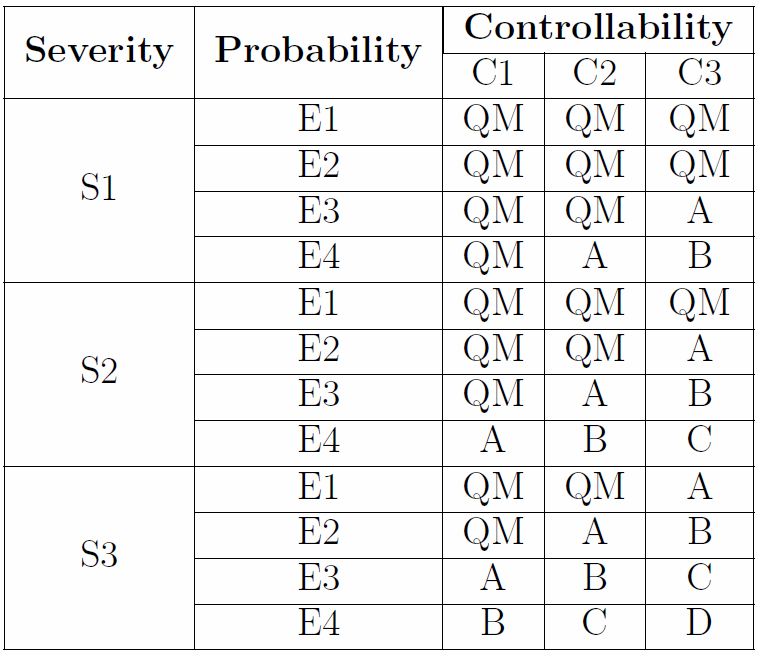 Severity Probability Controllability
C1 C2 C3
S1
E1 QM QM QM
E2 QM QM QM
E3 QM QM A
E4 QM A B
S2
E1 QM QM QM
E2 QM QM A
E3 QM A B
E4 A B C
S3
E1 QM QM A
E2 QM A B
E3 A B C
E4 B C D